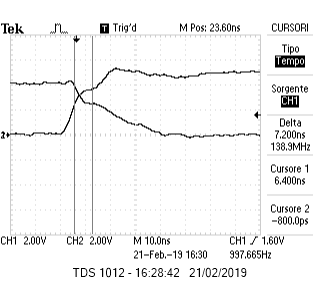 Tek Trig'd M Pos: 23.60ns CURSORI
Tipo
Tempo
Sorgente
CH1
Delta
7.200ns
138.9MHz
Cursore 1
6.400ns
Cursore 2
-800.0ps
2
CH1 2.00V CH2 2.00V M 10.0ns CH1 / 1.60V
21-Feb.-19 16:30 997.665Hz
TDS 1012 - 16:28:42 21/02/2019